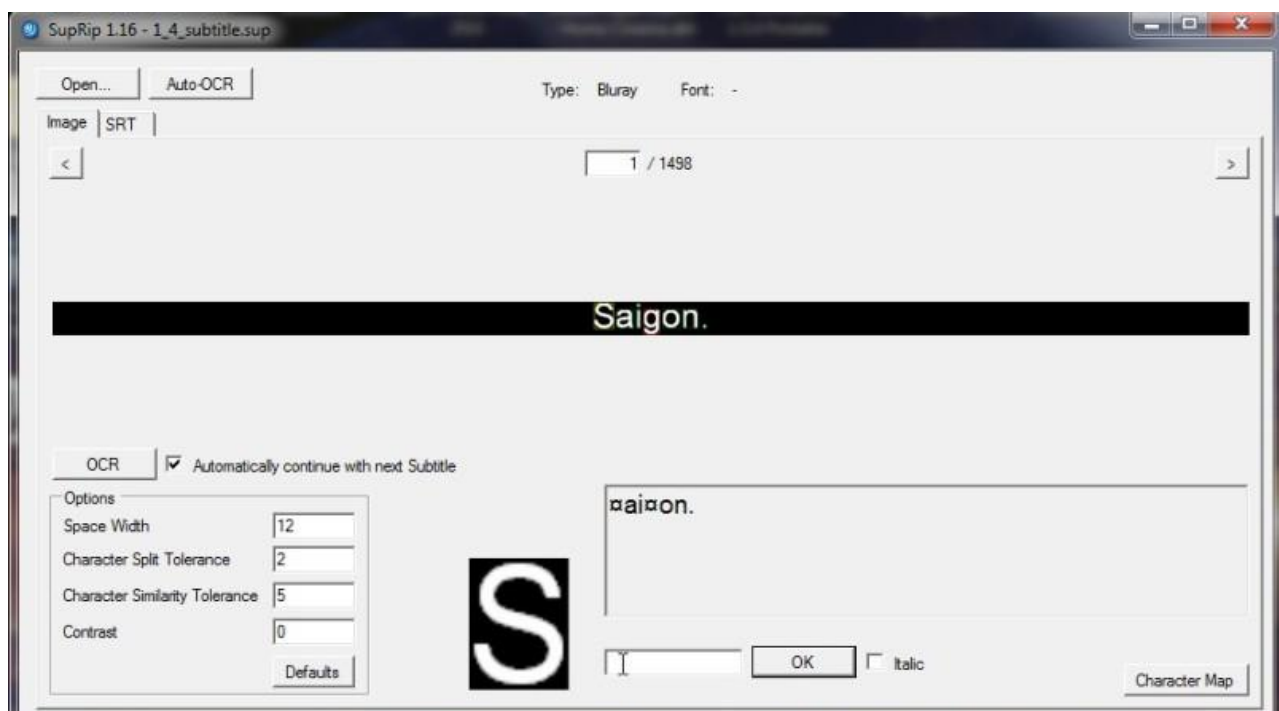 SupRip 1.16 - 1_4_subtitle.sup
Open... Auto-OCR Type: Bluray Font: -
Image SRT
< 1 / 1498 >
Saigon.
OCR Automatically continue with next Subtitle
Options
Space Width 12
Character Split Tolerance 2
Character Similarity Tolerance 5
Contrast 0
Defaults
S
¤ai¤on.
OK Italic
Character Map